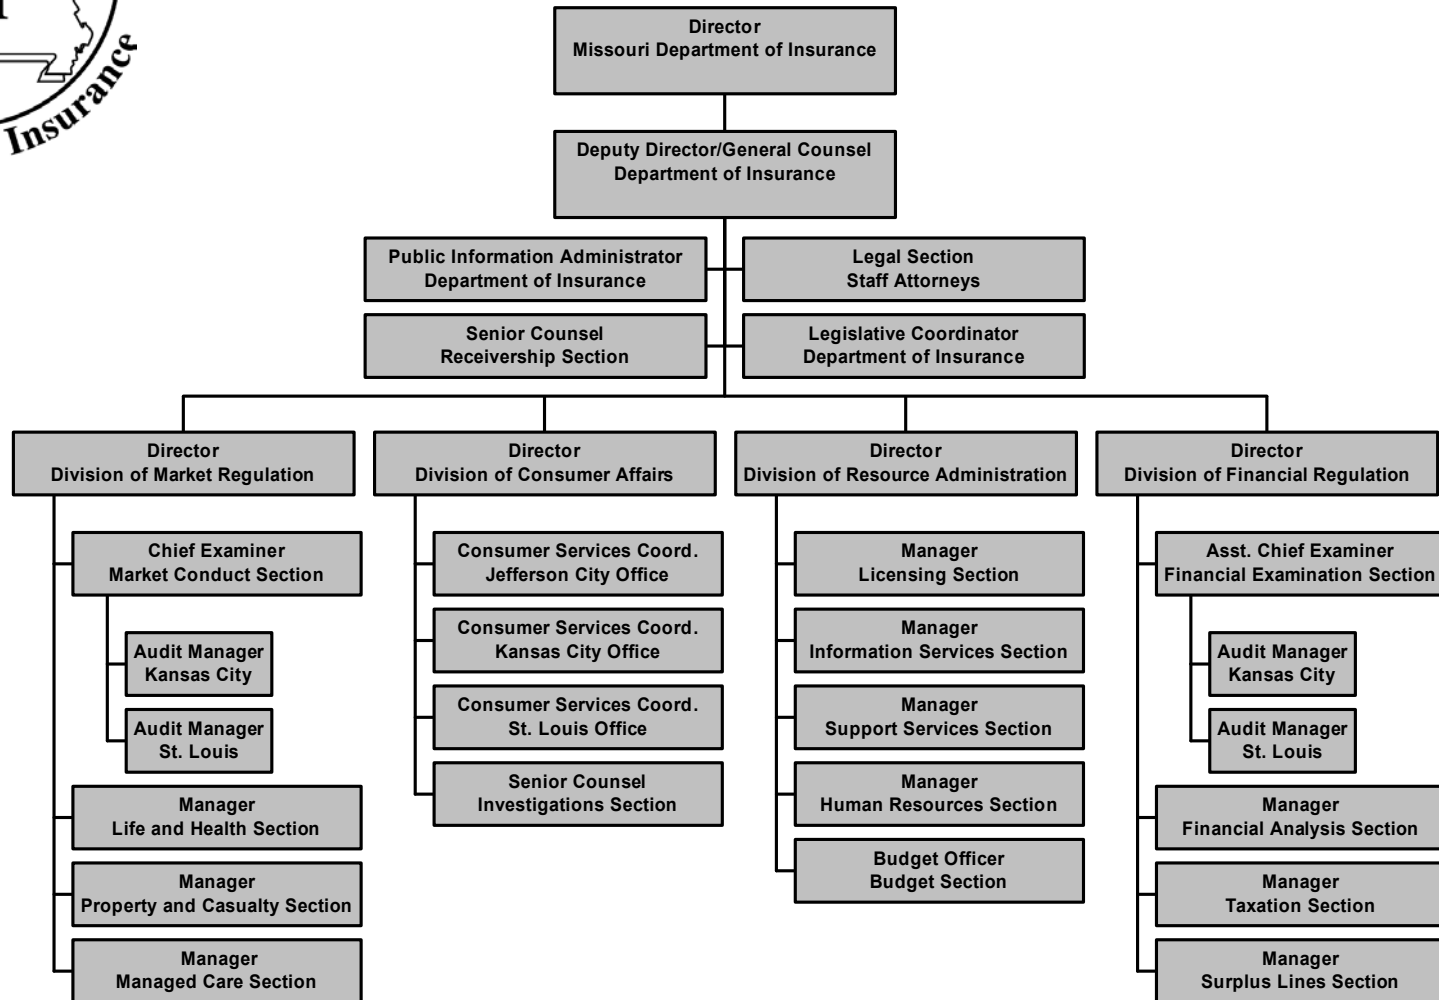 Insurance
Director
Missouri Department of Insurance
Deputy Director/General Counsel
Department of Insurance
Public Information Administrator
Department of Insurance
Legal Section
Staff Attorneys
Senior Counsel
Receivership Section
Legislative Coordinator
Department of Insurance
Director
Division of Market Regulation
Chief Examiner
Market Conduct Section
Audit Manager
Kansas City
Audit Manager
St. Louis
Manager
Life and Health Section
Manager
Property and Casualty Section
Manager
Managed Care Section
Director
Division of Consumer Affairs
Consumer Services Coord.
Jefferson City Office
Consumer Services Coord.
Kansas City Office
Consumer Services Coord.
St. Louis Office
Senior Counsel
Investigations Section
Director
Division of Resource Administration
Manager
Licensing Section
Manager
Information Services Section
Manager
Support Services Section
Manager
Human Resources Section
Budget Officer
Budget Section
Director
Division of Financial Regulation
Asst. Chief Examiner
Financial Examination Section
Audit Manager
Kansas City
Audit Manager
St. Louis
Manager
Financial Analysis Section
Manager
Taxation Section
Manager
Surplus Lines Section